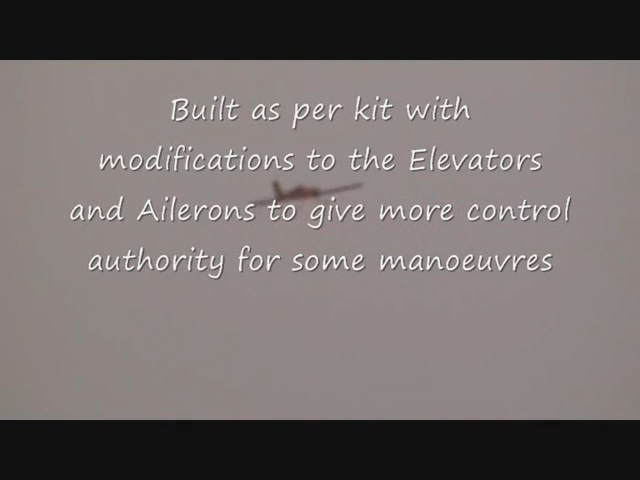 Built as per kit with
modifications to the Elevators
and Ailerons to give more control
authority for some manoeuvres